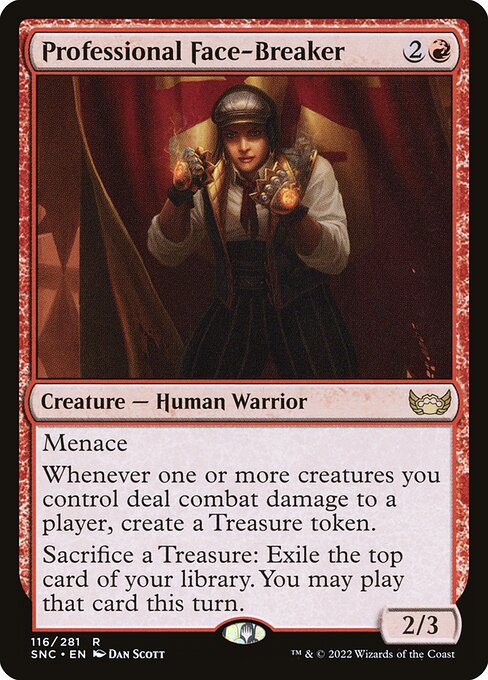 Professional Face-Breaker 2
Creature — Human Warrior
Menace
Whenever one or more creatures you
control deal combat damage to a
player, create a Treasure token.
Sacrifice a Treasure: Exile the top
card of your library. You may play
that card this turn.
2/3
116/281 R
SNC • EN Dan Scott
™ & © 2022 Wizards of the Coast